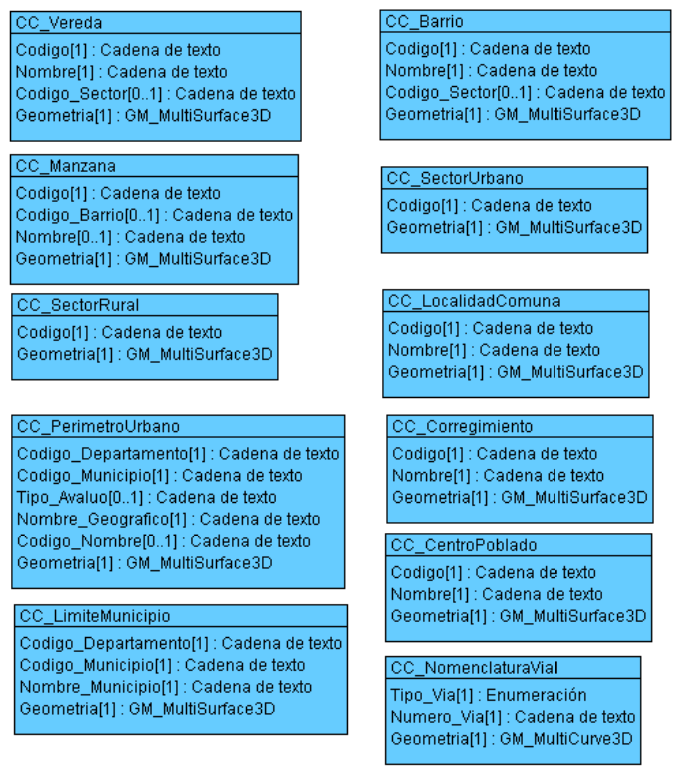 CC_Vereda
Codigo[1] : Cadena de texto
Nombre[1] : Cadena de texto
Codigo_Sector[0..1] : Cadena de texto
Geometria[1] : GM_MultiSurface3D
CC_Barrio
Codigo[1] : Cadena de texto
Nombre[1] : Cadena de texto
Codigo_Sector[0..1] : Cadena de texto
Geometria[1] : GM_MultiSurface3D
CC_Manzana
Codigo[1] : Cadena de texto
Codigo_Barrio[0..1] : Cadena de texto
Nombre[0..1] : Cadena de texto
Geometria[1] : GM_MultiSurface3D
CC_SectorUrbano
Codigo[1] : Cadena de texto
Geometria[1] : GM_MultiSurface3D
CC_SectorRural
Codigo[1] : Cadena de texto
Geometria[1] : GM_MultiSurface3D
CC_LocalidadComuna
Codigo[1] : Cadena de texto
Nombre[1] : Cadena de texto
Geometria[1] : GM_MultiSurface3D
CC_PerimetroUrbano
Codigo_Departamento[1] : Cadena de texto
Codigo_Municipio[1] : Cadena de texto
Tipo_Avaluo[0..1] : Cadena de texto
Nombre_Geografico[1] : Cadena de texto
Codigo_Nombre[0..1] : Cadena de texto
Geometria[1] : GM_MultiSurface3D
CC_Corregimiento
Codigo[1] : Cadena de texto
Nombre[1] : Cadena de texto
Geometria[1] : GM_MultiSurface3D
CC_CentroPoblado
Codigo[1] : Cadena de texto
Nombre[1] : Cadena de texto
Geometria[1] : GM_MultiSurface3D
CC_LimiteMunicipio
Codigo_Departamento[1] : Cadena de texto
Codigo_Municipio[1] : Cadena de texto
Nombre_Municipio[1] : Cadena de texto
Geometria[1] : GM_MultiSurface3D
CC_NomenclaturaVial
Tipo_Via[1] : Enumeración
Numero_Via[1] : Cadena de texto
Geometria[1] : GM_MultiCurve3D